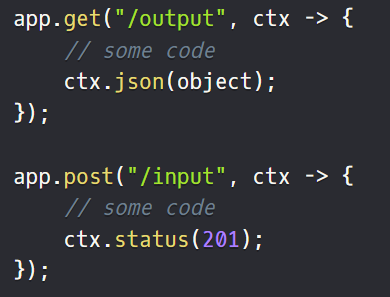 app.get("/output", ctx -> {
    // some code
    ctx.json(object);
});

app.post("/input", ctx -> {
    // some code
    ctx.status(201);
});